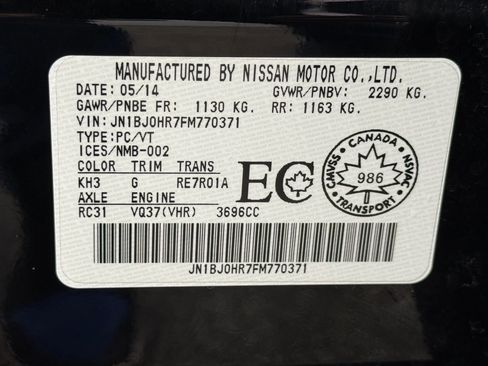 MANUFACTURED BY NISSAN MOTOR CO.,LTD.
DATE: 05/14 GVWR/PNBV: 2290 KG.
GAWR/PNBE FR: 1130 KG. RR: 1163 KG.
VIN: JN1BJ0HR7FM770371
TYPE:PC/VT
ICES/NMB-002
COLOR TRIM TRANS
KH3 G RE7R01A
AXLE ENGINE
RC31 VQ37(VHR) 3696CC
EC
CANADA
CMVSS
NSVAC
986
TRANSPORT
JN1BJ0HR7FM770371